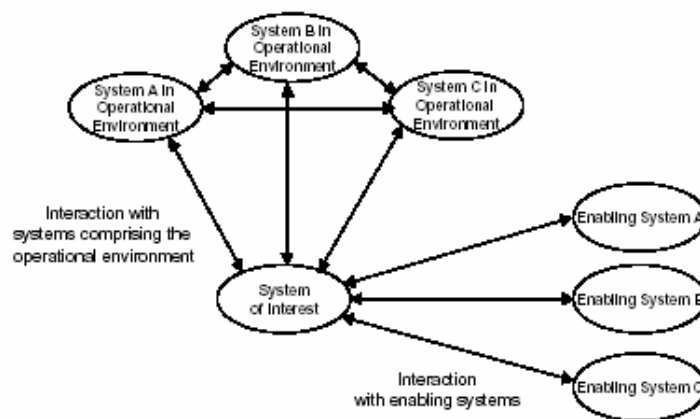 System B in
Operational
Environment
System A in
Operational
Environment
System C in
Operational
Environment
Interaction with
systems comprising the
operational environment
Enabling System A
System
of Interest
Enabling System B
Interaction
with enabling systems
Enabling System C